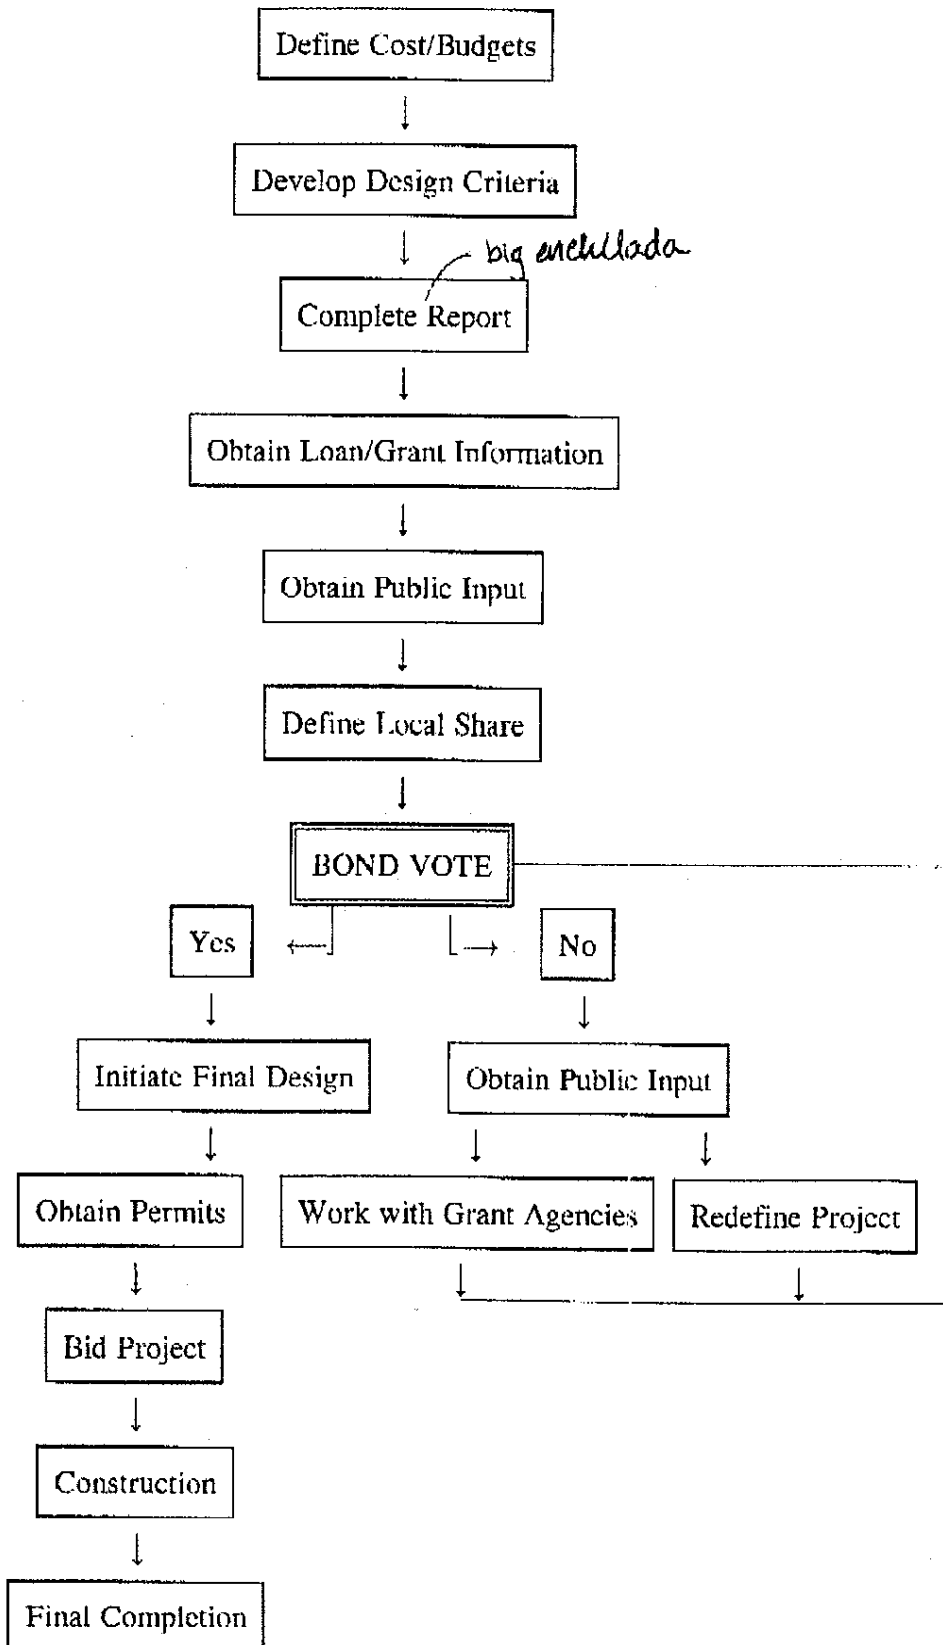 Define Cost/Budgets
Develop Design Criteria
big enchilada
Complete Report
Obtain Loan/Grant Information
Obtain Public Input
Define Local Share
BOND VOTE
Yes
No
Initiate Final Design
Obtain Public Input
Obtain Permits
Work with Grant Agencies
Redefine Project
Bid Project
Construction
Final Completion